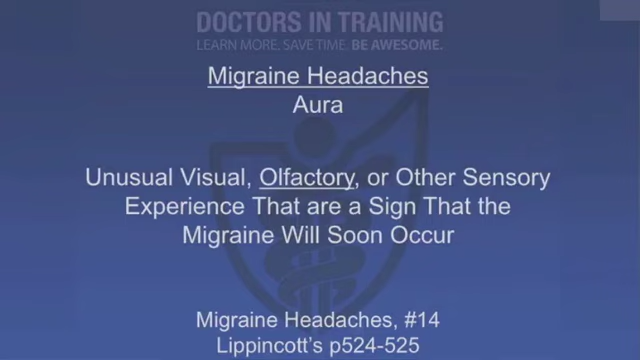 DOCTORS IN TRAINING
LEARN MORE. SAVE TIME. BE AWESOME.
Migraine Headaches
Aura
Unusual Visual, Olfactory, or Other Sensory
Experience That are a Sign That the
Migraine Will Soon Occur
Migraine Headaches, #14
Lippincott's p524-525